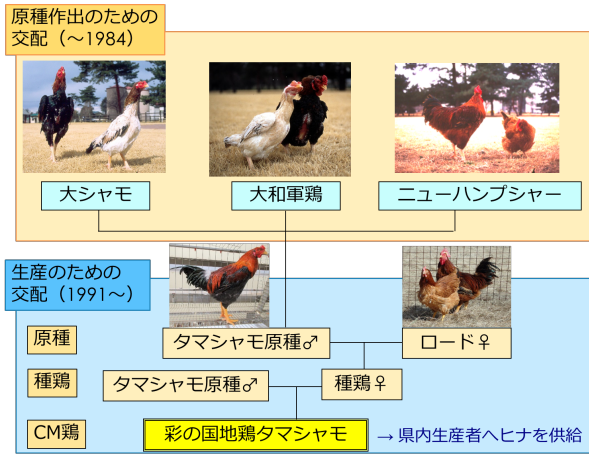 原種作出のための
交配（～1984）
大シャモ
大和軍鶏
ニューハンプシャー
生産のための
交配（1991～）
原種
タマシャモ原種♂
ロード♀
種鶏
タマシャモ原種♂
種鶏♀
CM鶏
彩の国地鶏タマシャモ
→ 県内生産者へヒナを供給